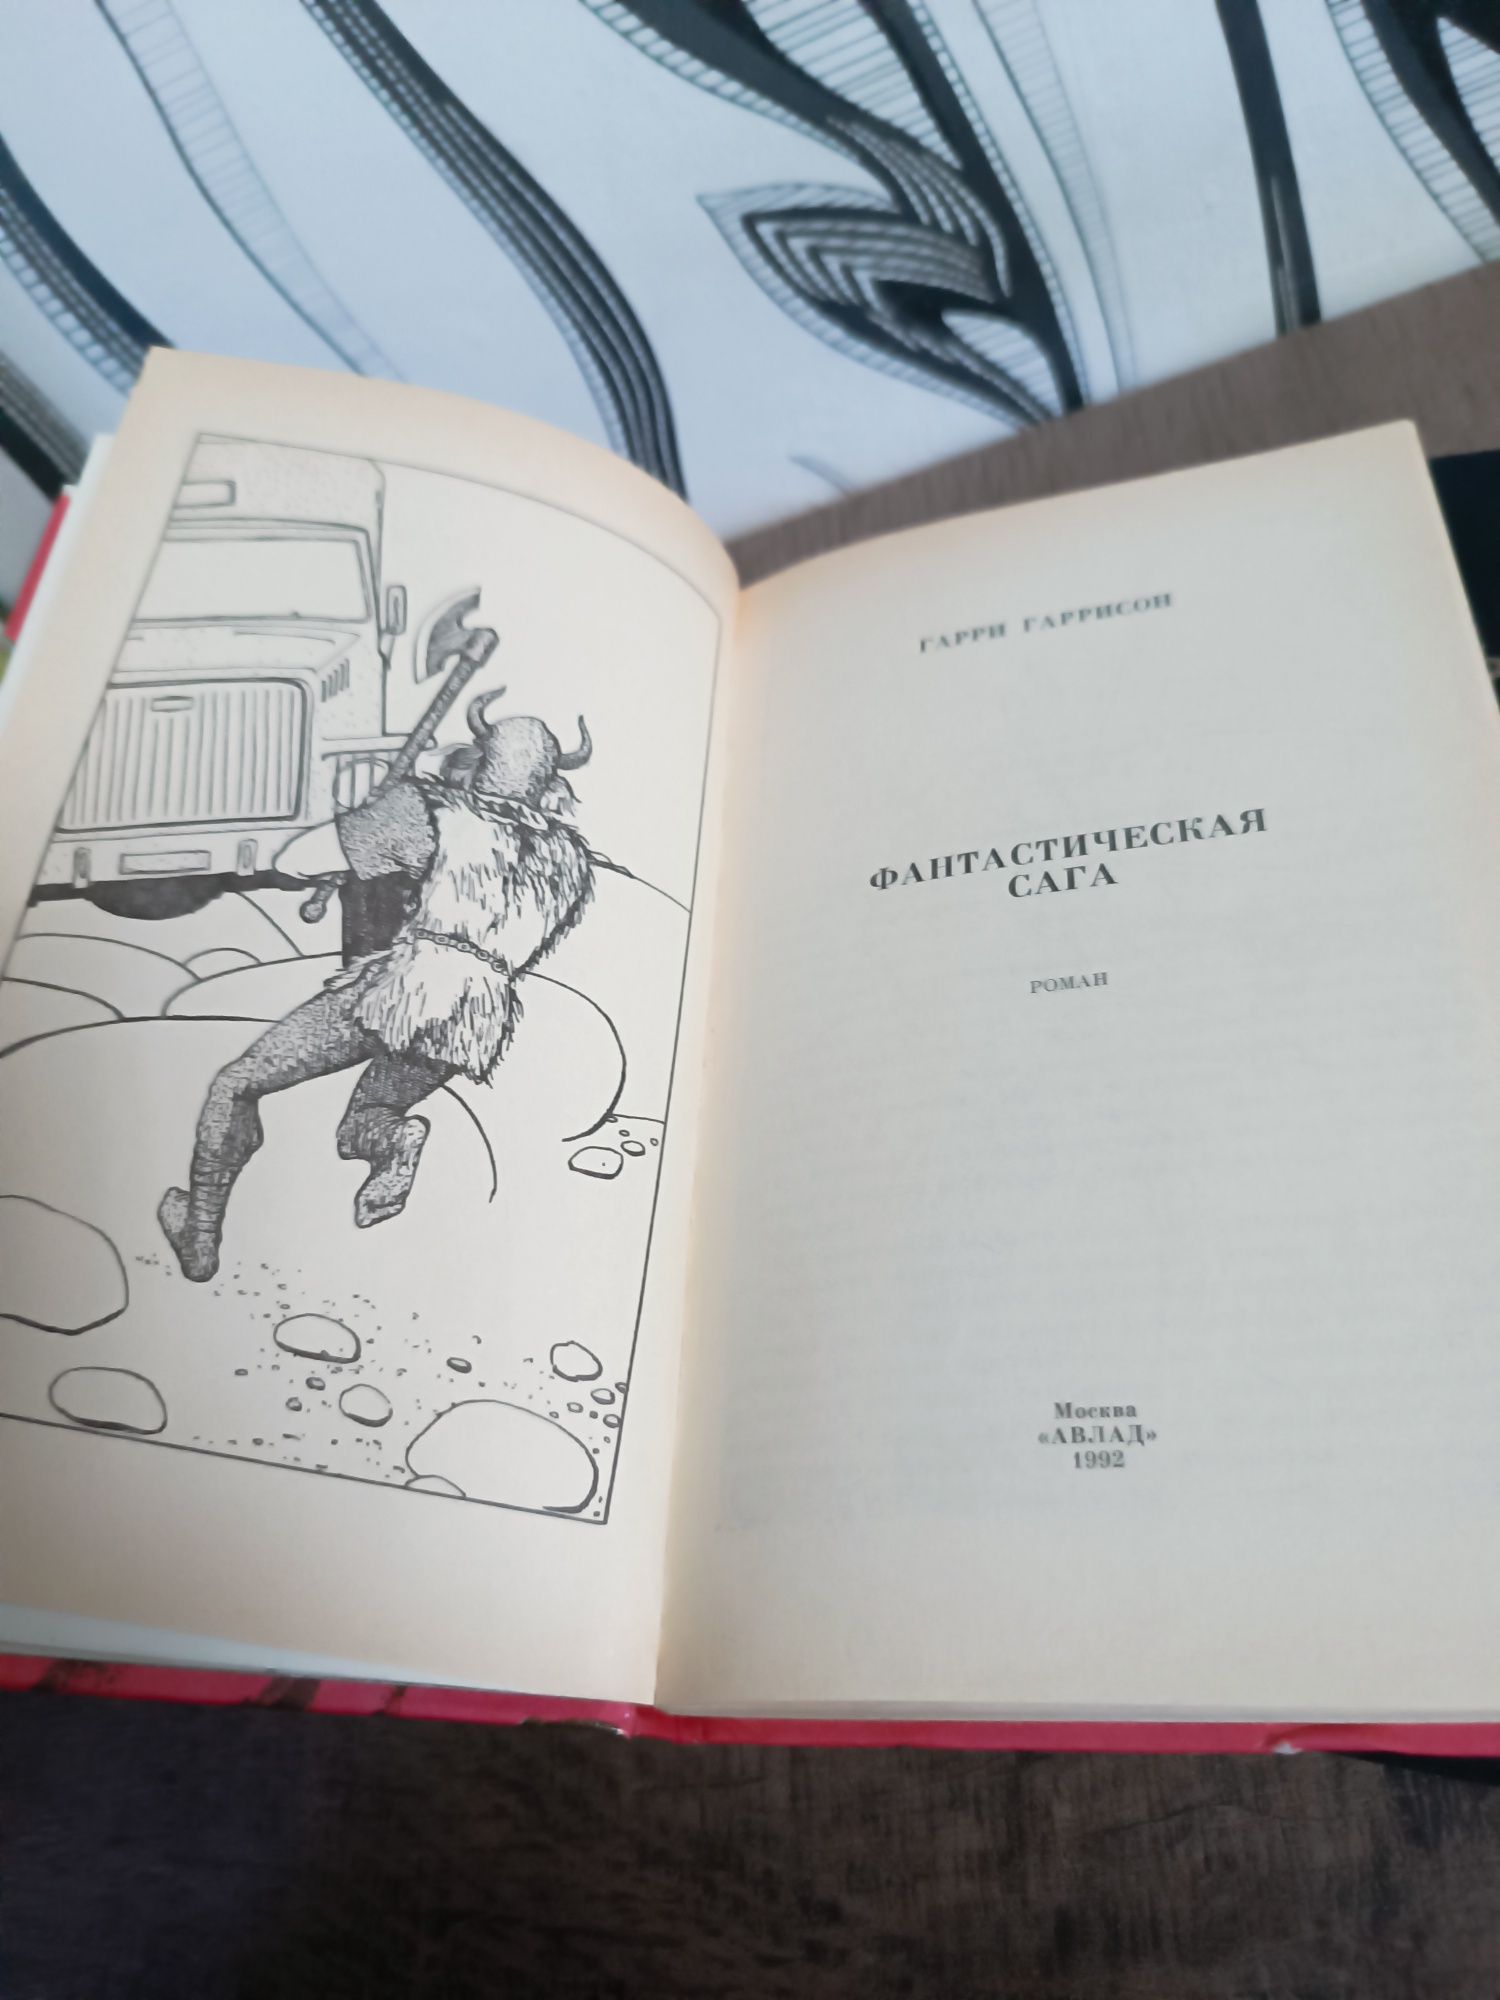 ГАРРИ ГАРРИСОН
ФАНТАСТИЧЕСКАЯ
САГА
РОМАН
Москва
«АВЛАД»
1992